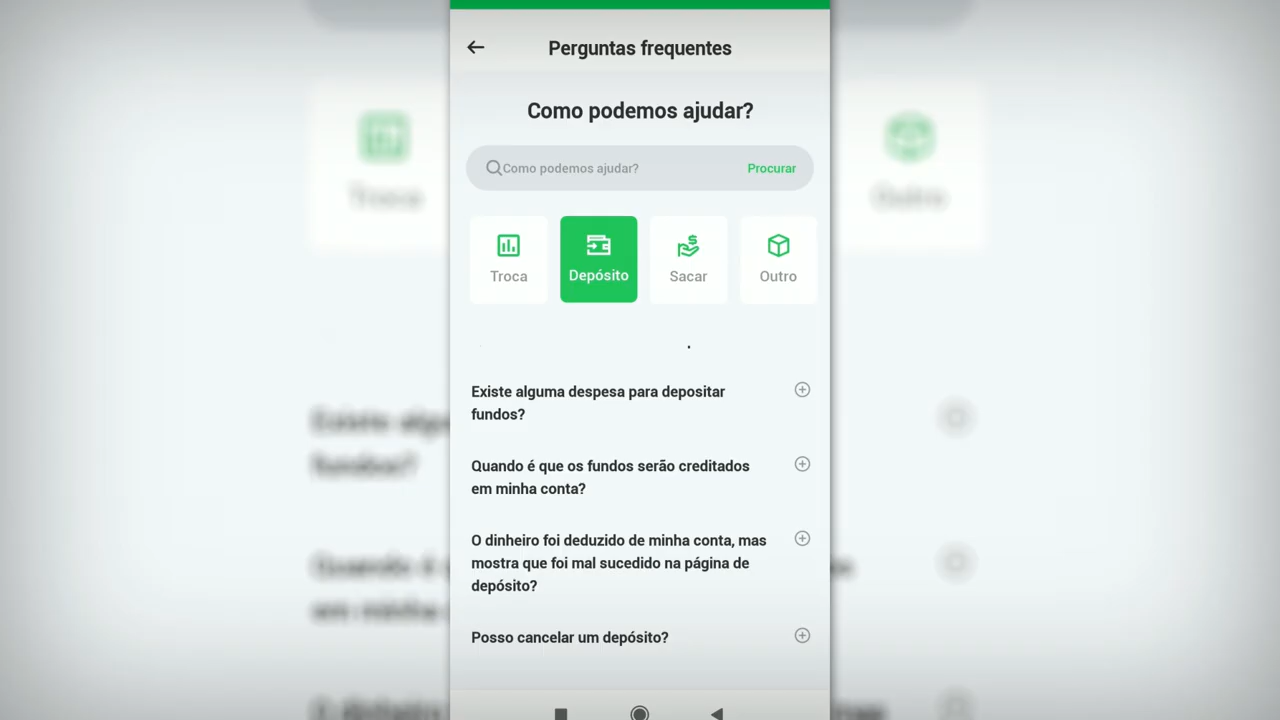 Perguntas frequentes
Como podemos ajudar?
Como podemos ajudar?
Procurar
Troca
Depósito
Sacar
Outro
Existe alguma despesa para depositar
fundos?
Quando é que os fundos serão creditados
em minha conta?
O dinheiro foi deduzido de minha conta, mas
mostra que foi mal sucedido na página de
depósito?
Posso cancelar um depósito?